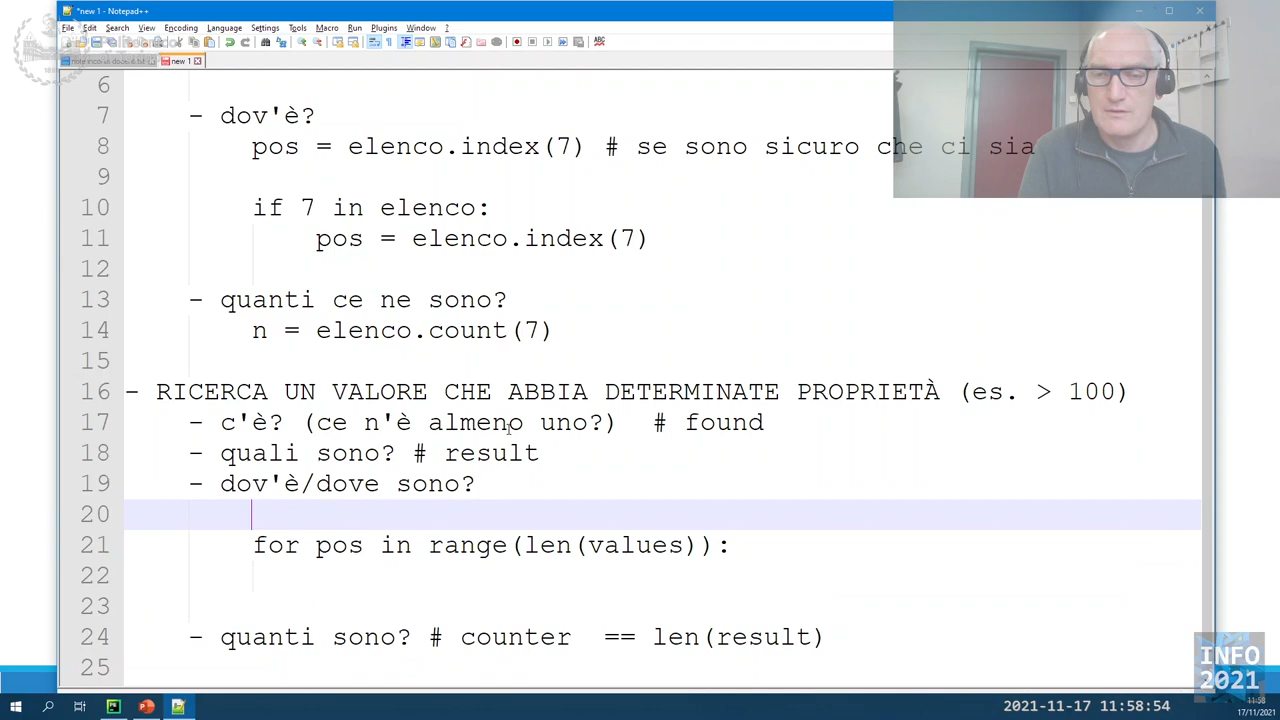 *new 1 - Notepad++
File Edit Search View Encoding Language Settings Tools Macro Run Plugins Window ?
new 1
6
7 - dov'è?
8 pos = elenco.index(7) # se sono sicuro che ci sia
9
10 if 7 in elenco:
11 pos = elenco.index(7)
12
13 - quanti ce ne sono?
14 n = elenco.count(7)
15
16 - RICERCA UN VALORE CHE ABBIA DETERMINATE PROPRIETÀ (es. > 100)
17 - c'è? (ce n'è almeno uno?) # found
18 - quali sono? # result
19 - dov'è/dove sono?
20
21 for pos in range(len(values)):
22
23
24 - quanti sono? # counter == len(result)
25
INFO
2021
2021-11-17 11:58:54
11:58
17/11/2021